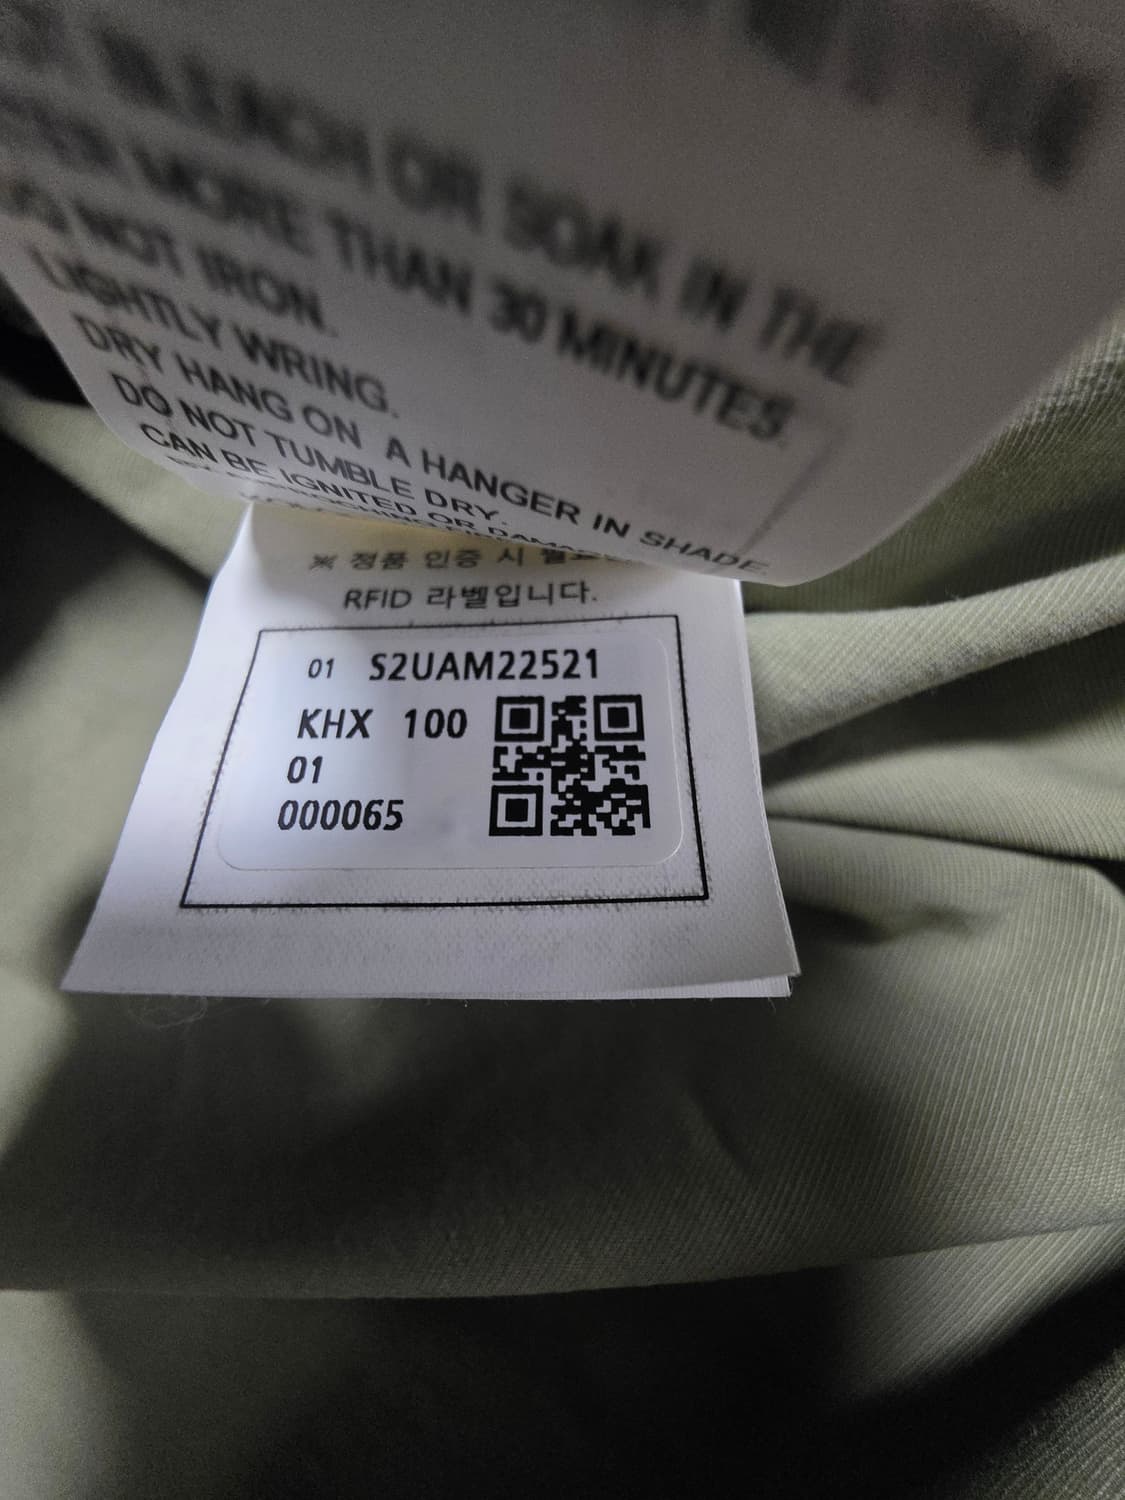 BLEACH OR SOAK IN THE
MORE THAN 30 MINUTES.
NOT IRON.
LIGHTLY WRING.
DRY HANG ON A HANGER IN SHADE.
DO NOT TUMBLE DRY.
CAN BE IGNITED OR
※ 정품 인증 시
RFID 라벨입니다.
01 S2UAM22521
KHX 100
01
000065